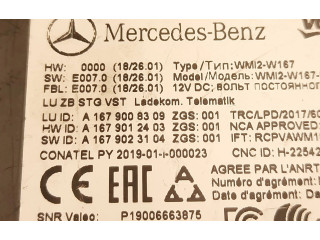 Mercedes-Benz
HW: 0000 (18/26.01) Type /Тип: WMI2-W167
SW: E007.0 (18/26.01) Model/Модель: WMI2-W167-
FBL: E007.0 (18/26.01) 12V DC/ вольт постоянног
LU ZB STG VST Ladekom. Telematik
LU ID : A 167 900 88 09 ZGS: 001 TRC/LPD/2017/60
HW ID : A 167 901 24 03 ZGS: 001 NCA APPROVED
SW ID : A 167 902 31 04 ZGS: 001 IFT: RCPVAWM1
CONATEL PY 2019-01-I-000023 CNC ID: H-22542
CE EAC AGREE PAR L'ANRT
Numéro d'agrément:
Date d'agrément:
SNR Valeo: P19006663875 FC